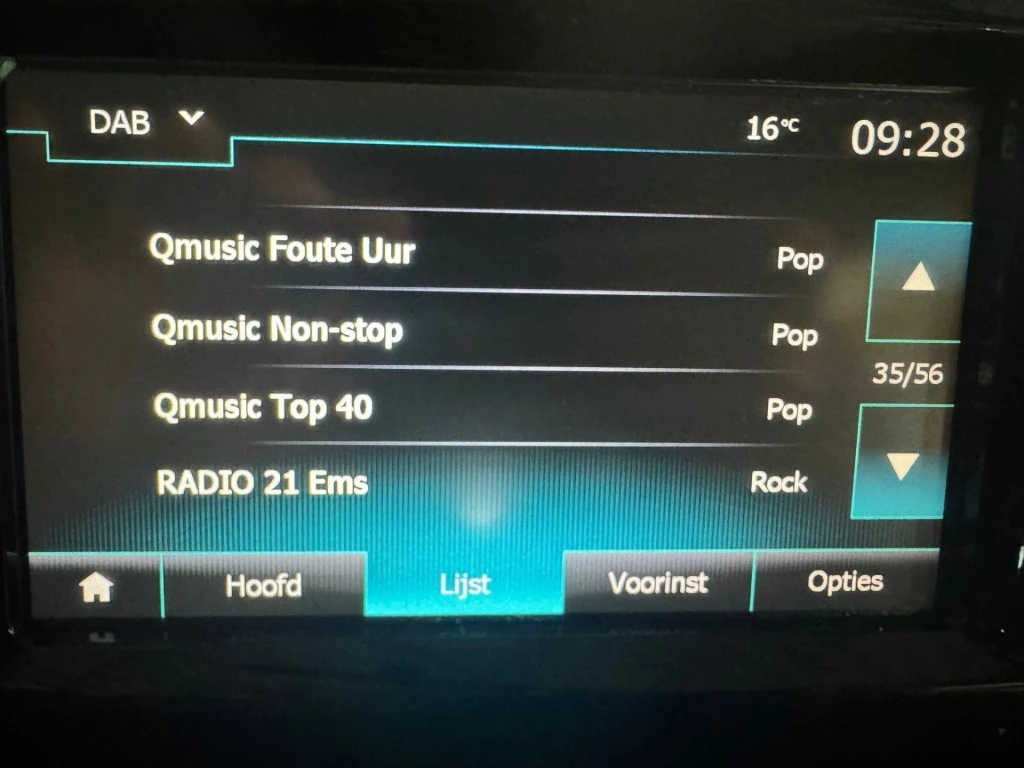 DAB 16°C 09:28
Qmusic Foute Uur Pop
Qmusic Non-stop Pop
35/56
Qmusic Top 40 Pop
RADIO 21 Ems Rock
Hoofd Lijst Voorinst Opties